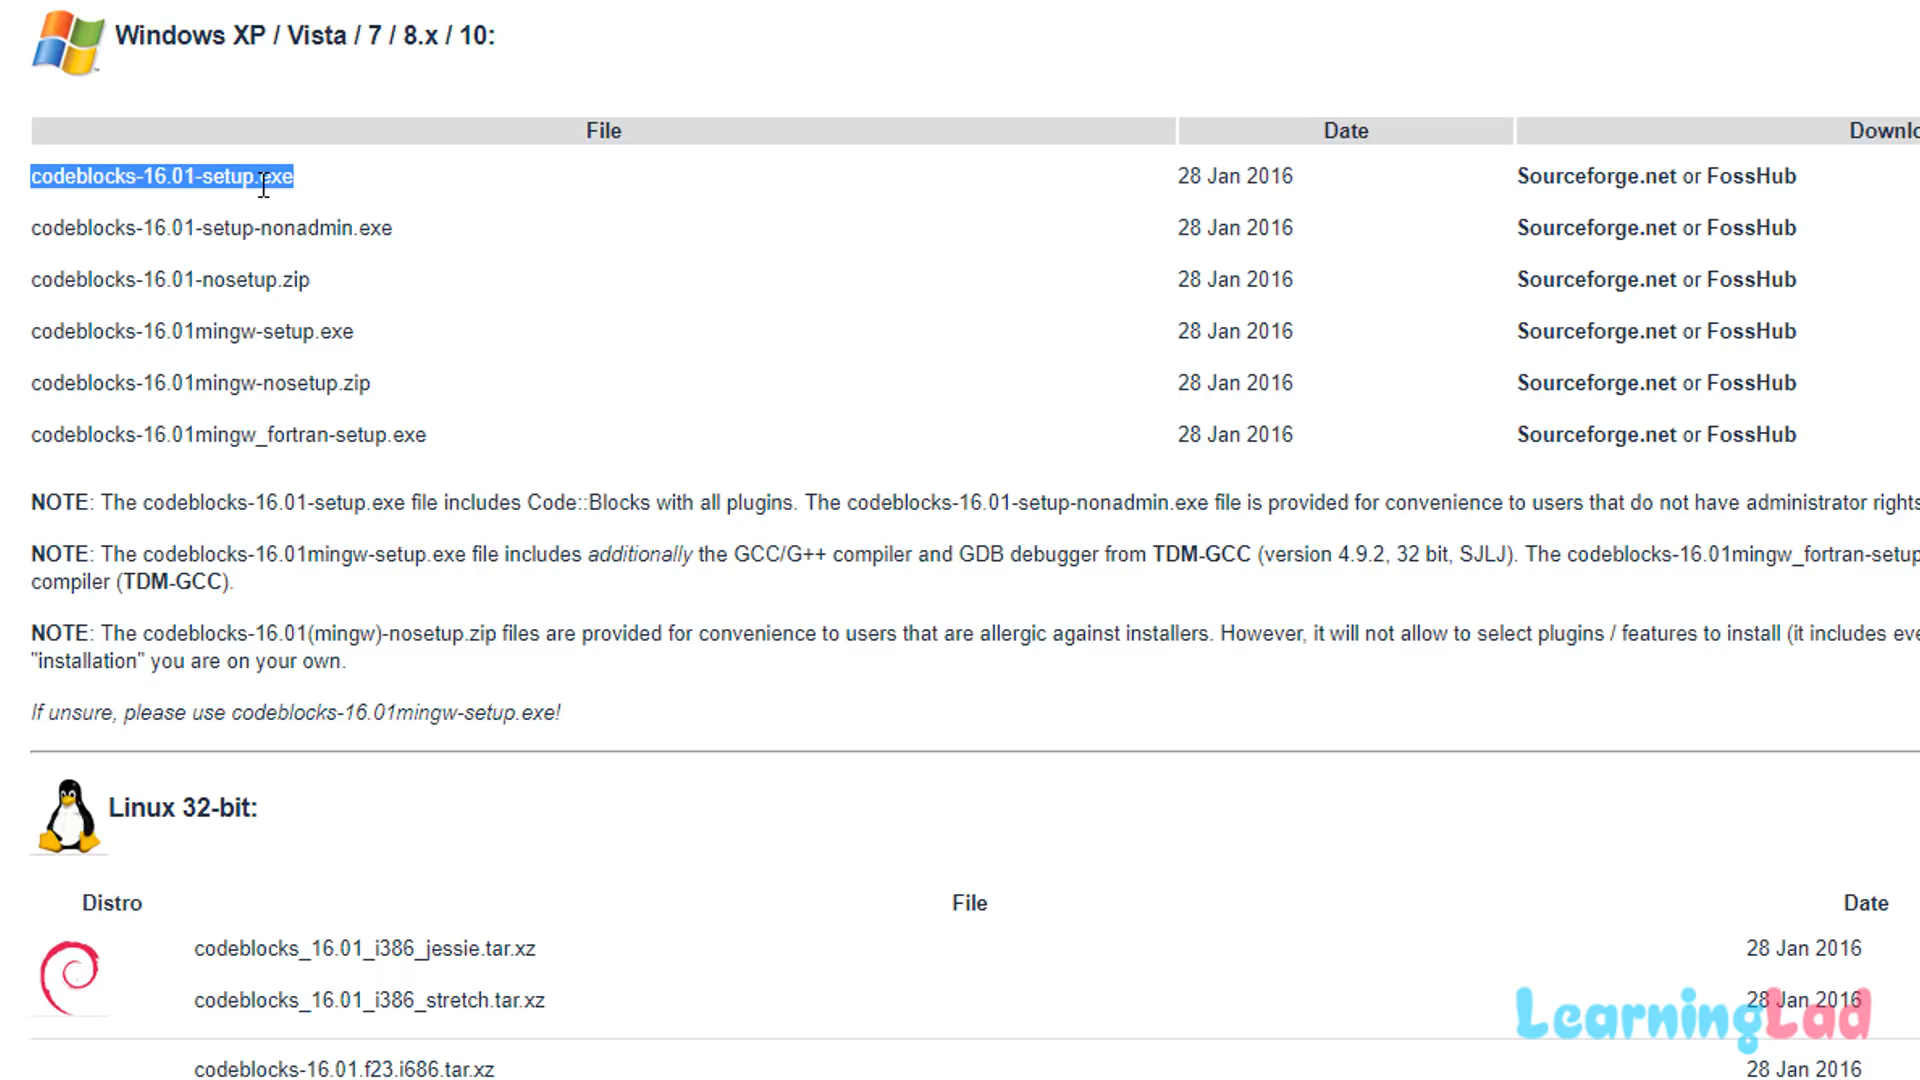 Windows XP / Vista / 7 / 8.x / 10:
File Date Downlo
codeblocks-16.01-setup.exe 28 Jan 2016 Sourceforge.net or FossHub
codeblocks-16.01-setup-nonadmin.exe 28 Jan 2016 Sourceforge.net or FossHub
codeblocks-16.01-nosetup.zip 28 Jan 2016 Sourceforge.net or FossHub
codeblocks-16.01mingw-setup.exe 28 Jan 2016 Sourceforge.net or FossHub
codeblocks-16.01mingw-nosetup.zip 28 Jan 2016 Sourceforge.net or FossHub
codeblocks-16.01mingw_fortran-setup.exe 28 Jan 2016 Sourceforge.net or FossHub
NOTE: The codeblocks-16.01-setup.exe file includes Code::Blocks with all plugins. The codeblocks-16.01-setup-nonadmin.exe file is provided for convenience to users that do not have administrator rights
NOTE: The codeblocks-16.01mingw-setup.exe file includes additionally the GCC/G++ compiler and GDB debugger from TDM-GCC (version 4.9.2, 32 bit, SJLJ). The codeblocks-16.01mingw_fortran-setup
compiler (TDM-GCC).
NOTE: The codeblocks-16.01(mingw)-nosetup.zip files are provided for convenience to users that are allergic against installers. However, it will not allow to select plugins / features to install (it includes eve
"installation" you are on your own.
If unsure, please use codeblocks-16.01mingw-setup.exe!
Linux 32-bit:
Distro File Date
codeblocks_16.01_i386_jessie.tar.xz 28 Jan 2016
codeblocks_16.01_i386_stretch.tar.xz 28 Jan 2016
LearningLad
codeblocks-16.01.f23.i686.tar.xz 28 Jan 2016